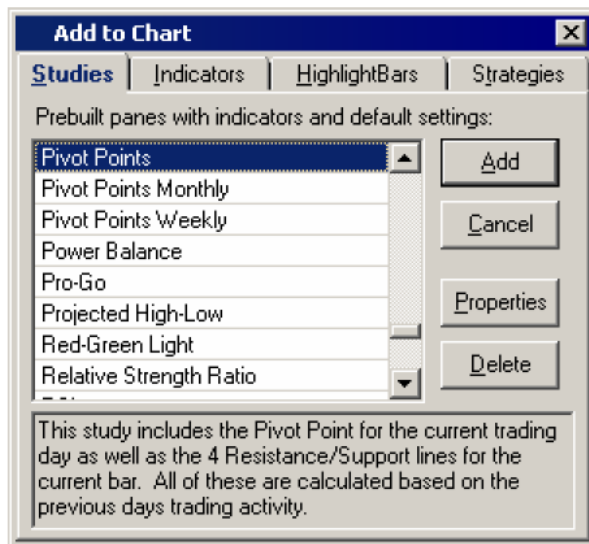 Add to Chart
Studies Indicators HighlightBars Strategies
Prebuilt panes with indicators and default settings:
Pivot Points
Pivot Points Monthly
Pivot Points Weekly
Power Balance
Pro-Go
Projected High-Low
Red-Green Light
Relative Strength Ratio
Add
Cancel
Properties
Delete
This study includes the Pivot Point for the current trading
day as well as the 4 Resistance/Support lines for the
current bar. All of these are calculated based on the
previous days trading activity.